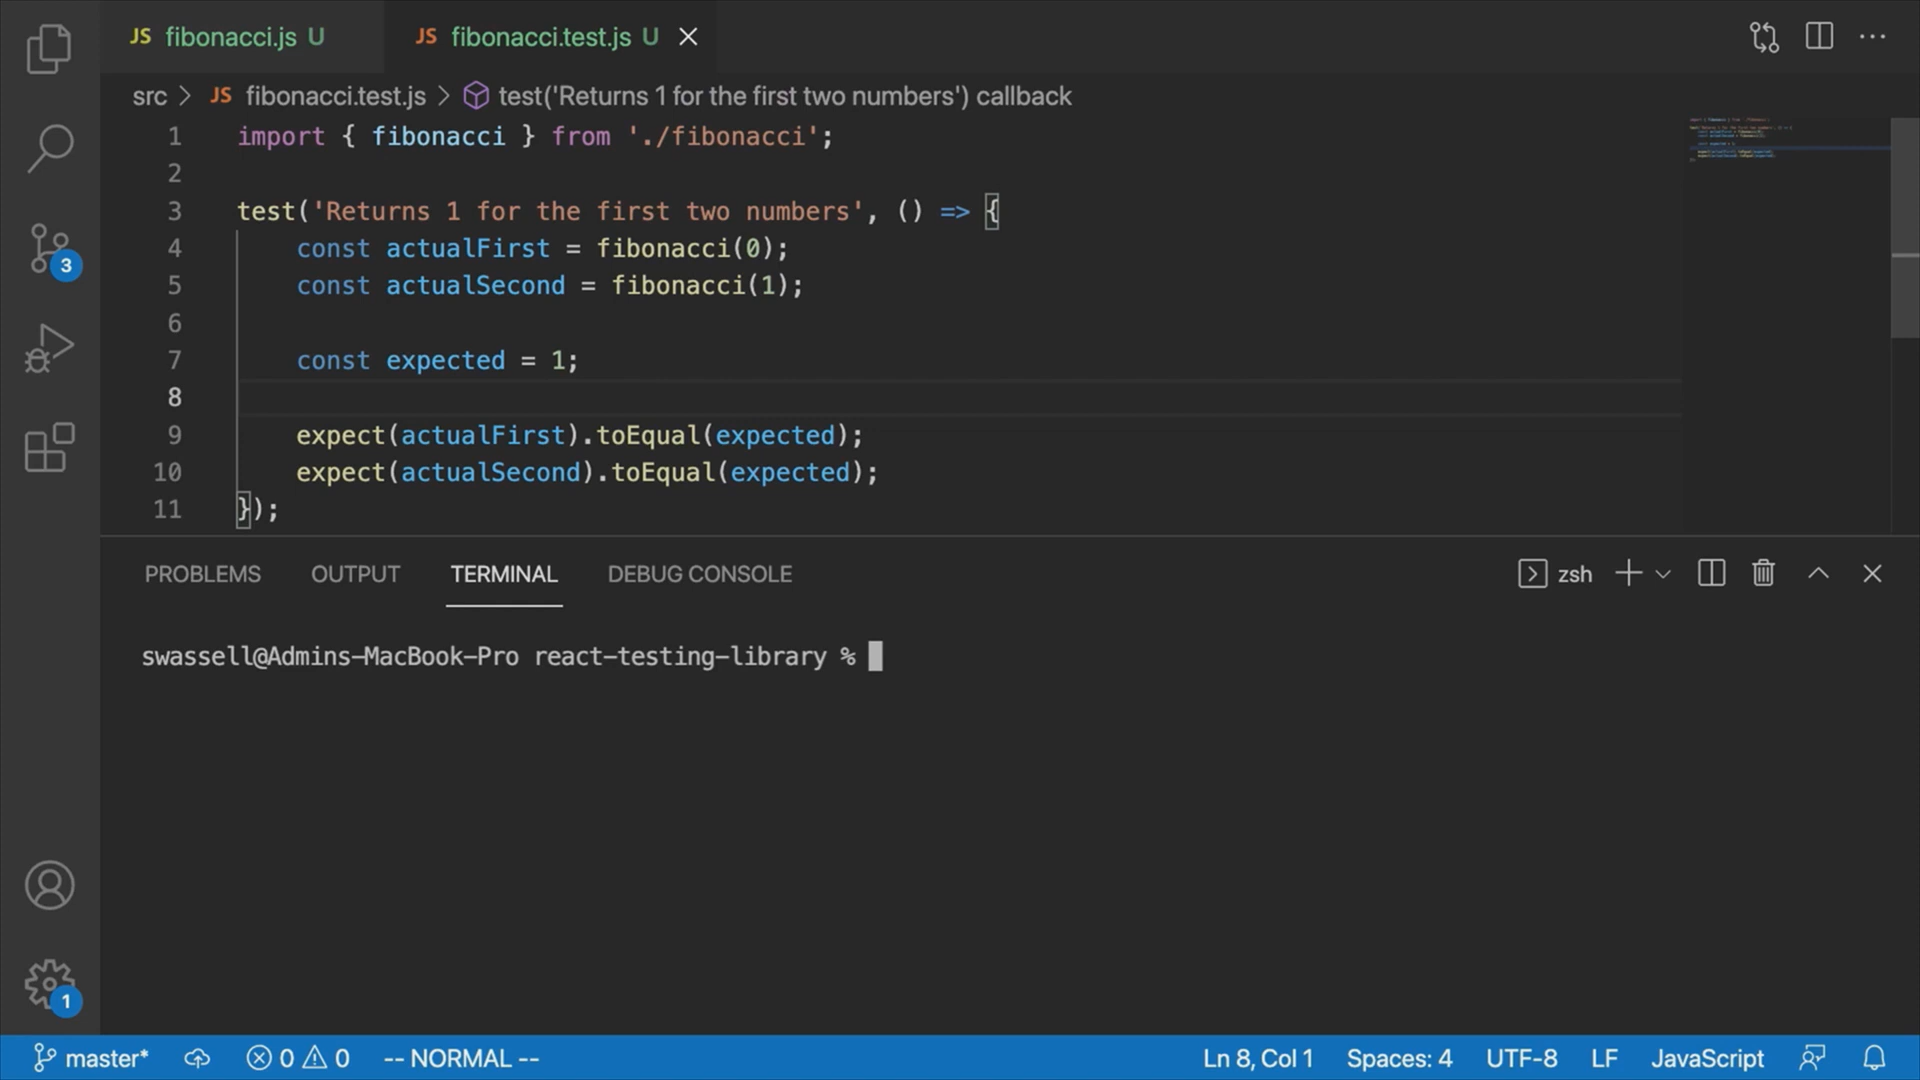 JS fibonacci.js U JS fibonacci.test.js U
src > JS fibonacci.test.js > test('Returns 1 for the first two numbers') callback
1 import { fibonacci } from './fibonacci';
2
3 test('Returns 1 for the first two numbers', () => {
4 const actualFirst = fibonacci(0);
5 const actualSecond = fibonacci(1);
6
7 const expected = 1;
8
9 expect(actualFirst).toEqual(expected);
10 expect(actualSecond).toEqual(expected);
11 });
3
PROBLEMS OUTPUT TERMINAL DEBUG CONSOLE zsh
swassell@Admins-MacBook-Pro react-testing-library %
1
master* 0 0 -- NORMAL -- Ln 8, Col 1 Spaces: 4 UTF-8 LF JavaScript